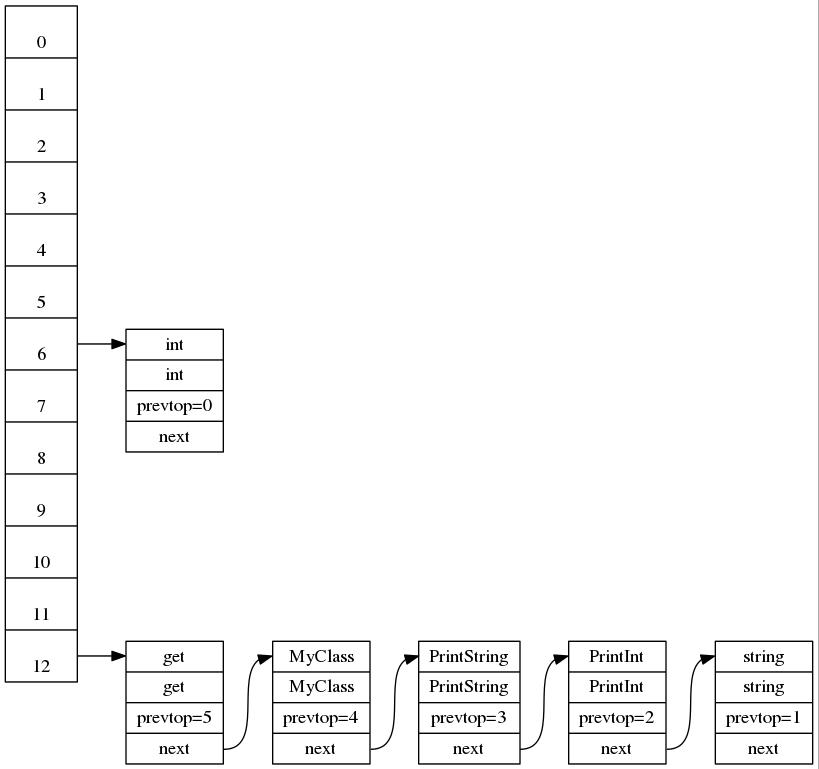 0
1
2
3
4
5
6
7
8
9
10
11
12
int
int
prevtop=0
next
get
get
prevtop=5
next
MyClass
MyClass
prevtop=4
next
PrintString
PrintString
prevtop=3
next
PrintInt
PrintInt
prevtop=2
next
string
string
prevtop=1
next